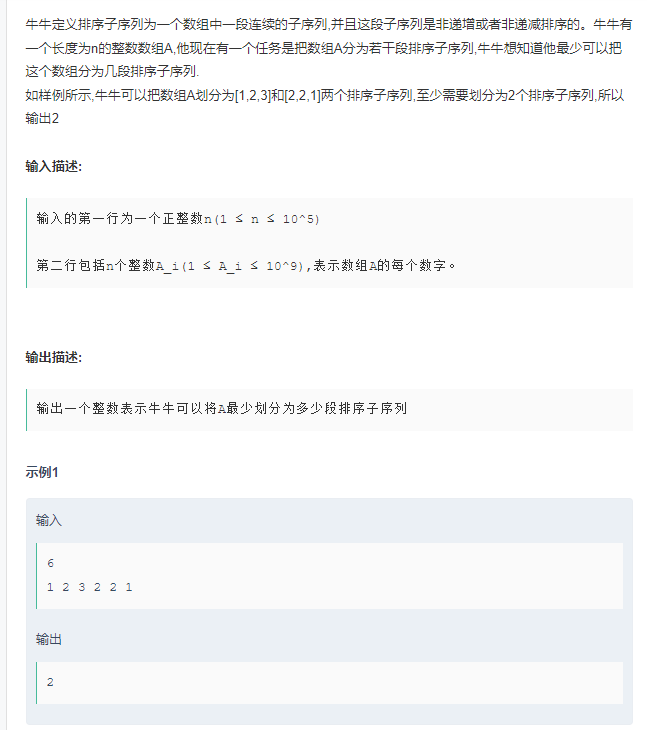 牛牛定义排序子序列为一个数组中一段连续的子序列,并且这段子序列是非递增或者非递减排序的。牛牛有
一个长度为n的整数数组A,他现在有一个任务是把数组A分为若干段排序子序列,牛牛想知道他最少可以把
这个数组分为几段排序子序列.
如样例所示,牛牛可以把数组A划分为[1,2,3]和[2,2,1]两个排序子序列,至少需要划分为2个排序子序列,所以
输出2
输入描述:
输入的第一行为一个正整数n(1 ≤ n ≤ 10^5)
第二行包括n个整数A_i(1 ≤ A_i ≤ 10^9),表示数组A的每个数字。
输出描述:
输出一个整数表示牛牛可以将A最少划分为多少段排序子序列
示例1
输入
6
1 2 3 2 2 1
输出
2